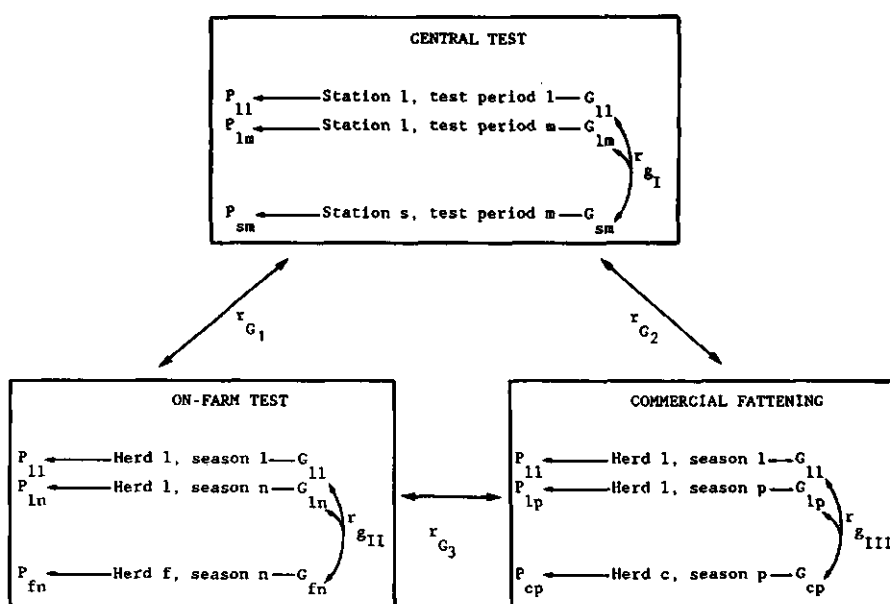 CENTRAL TEST
P11 Station 1, test period 1 G11
P1m Station 1, test period m G1m
r gI
Psm Station s, test period m Gsm
rG1 rG2
ON-FARM TEST
P11 Herd 1, season 1 G11
P1n Herd 1, season n G1n
r gII
Pfn Herd f, season n Gfn
rG3
COMMERCIAL FATTENING
P11 Herd 1, season 1 G11
P1p Herd 1, season p G1p
r gIII
Pcp Herd c, season p Gcp